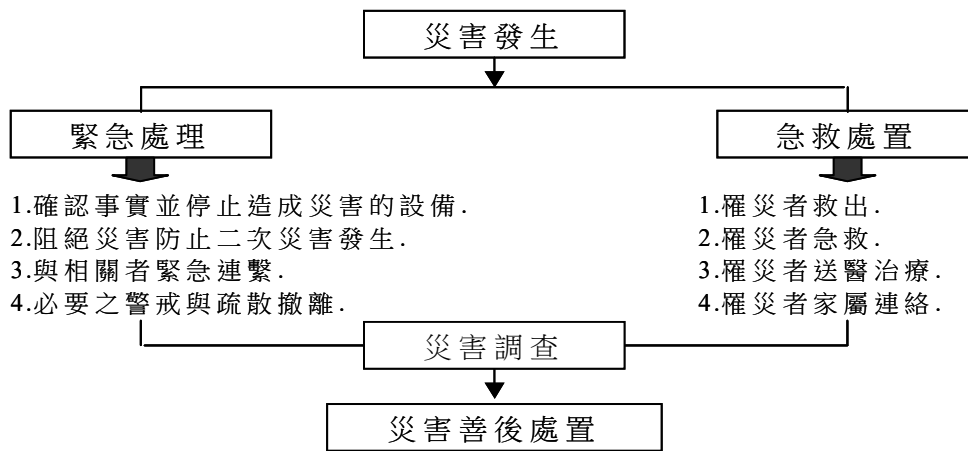 災害發生
緊急處理
急救處置
1.確認事實並停止造成災害的設備.
2.阻絕災害防止二次災害發生.
3.與相關者緊急連繫.
4.必要之警戒與疏散撤離.
1.罹災者救出.
2.罹災者急救.
3.罹災者送醫治療.
4.罹災者家屬連絡.
災害調查
災害善後處置